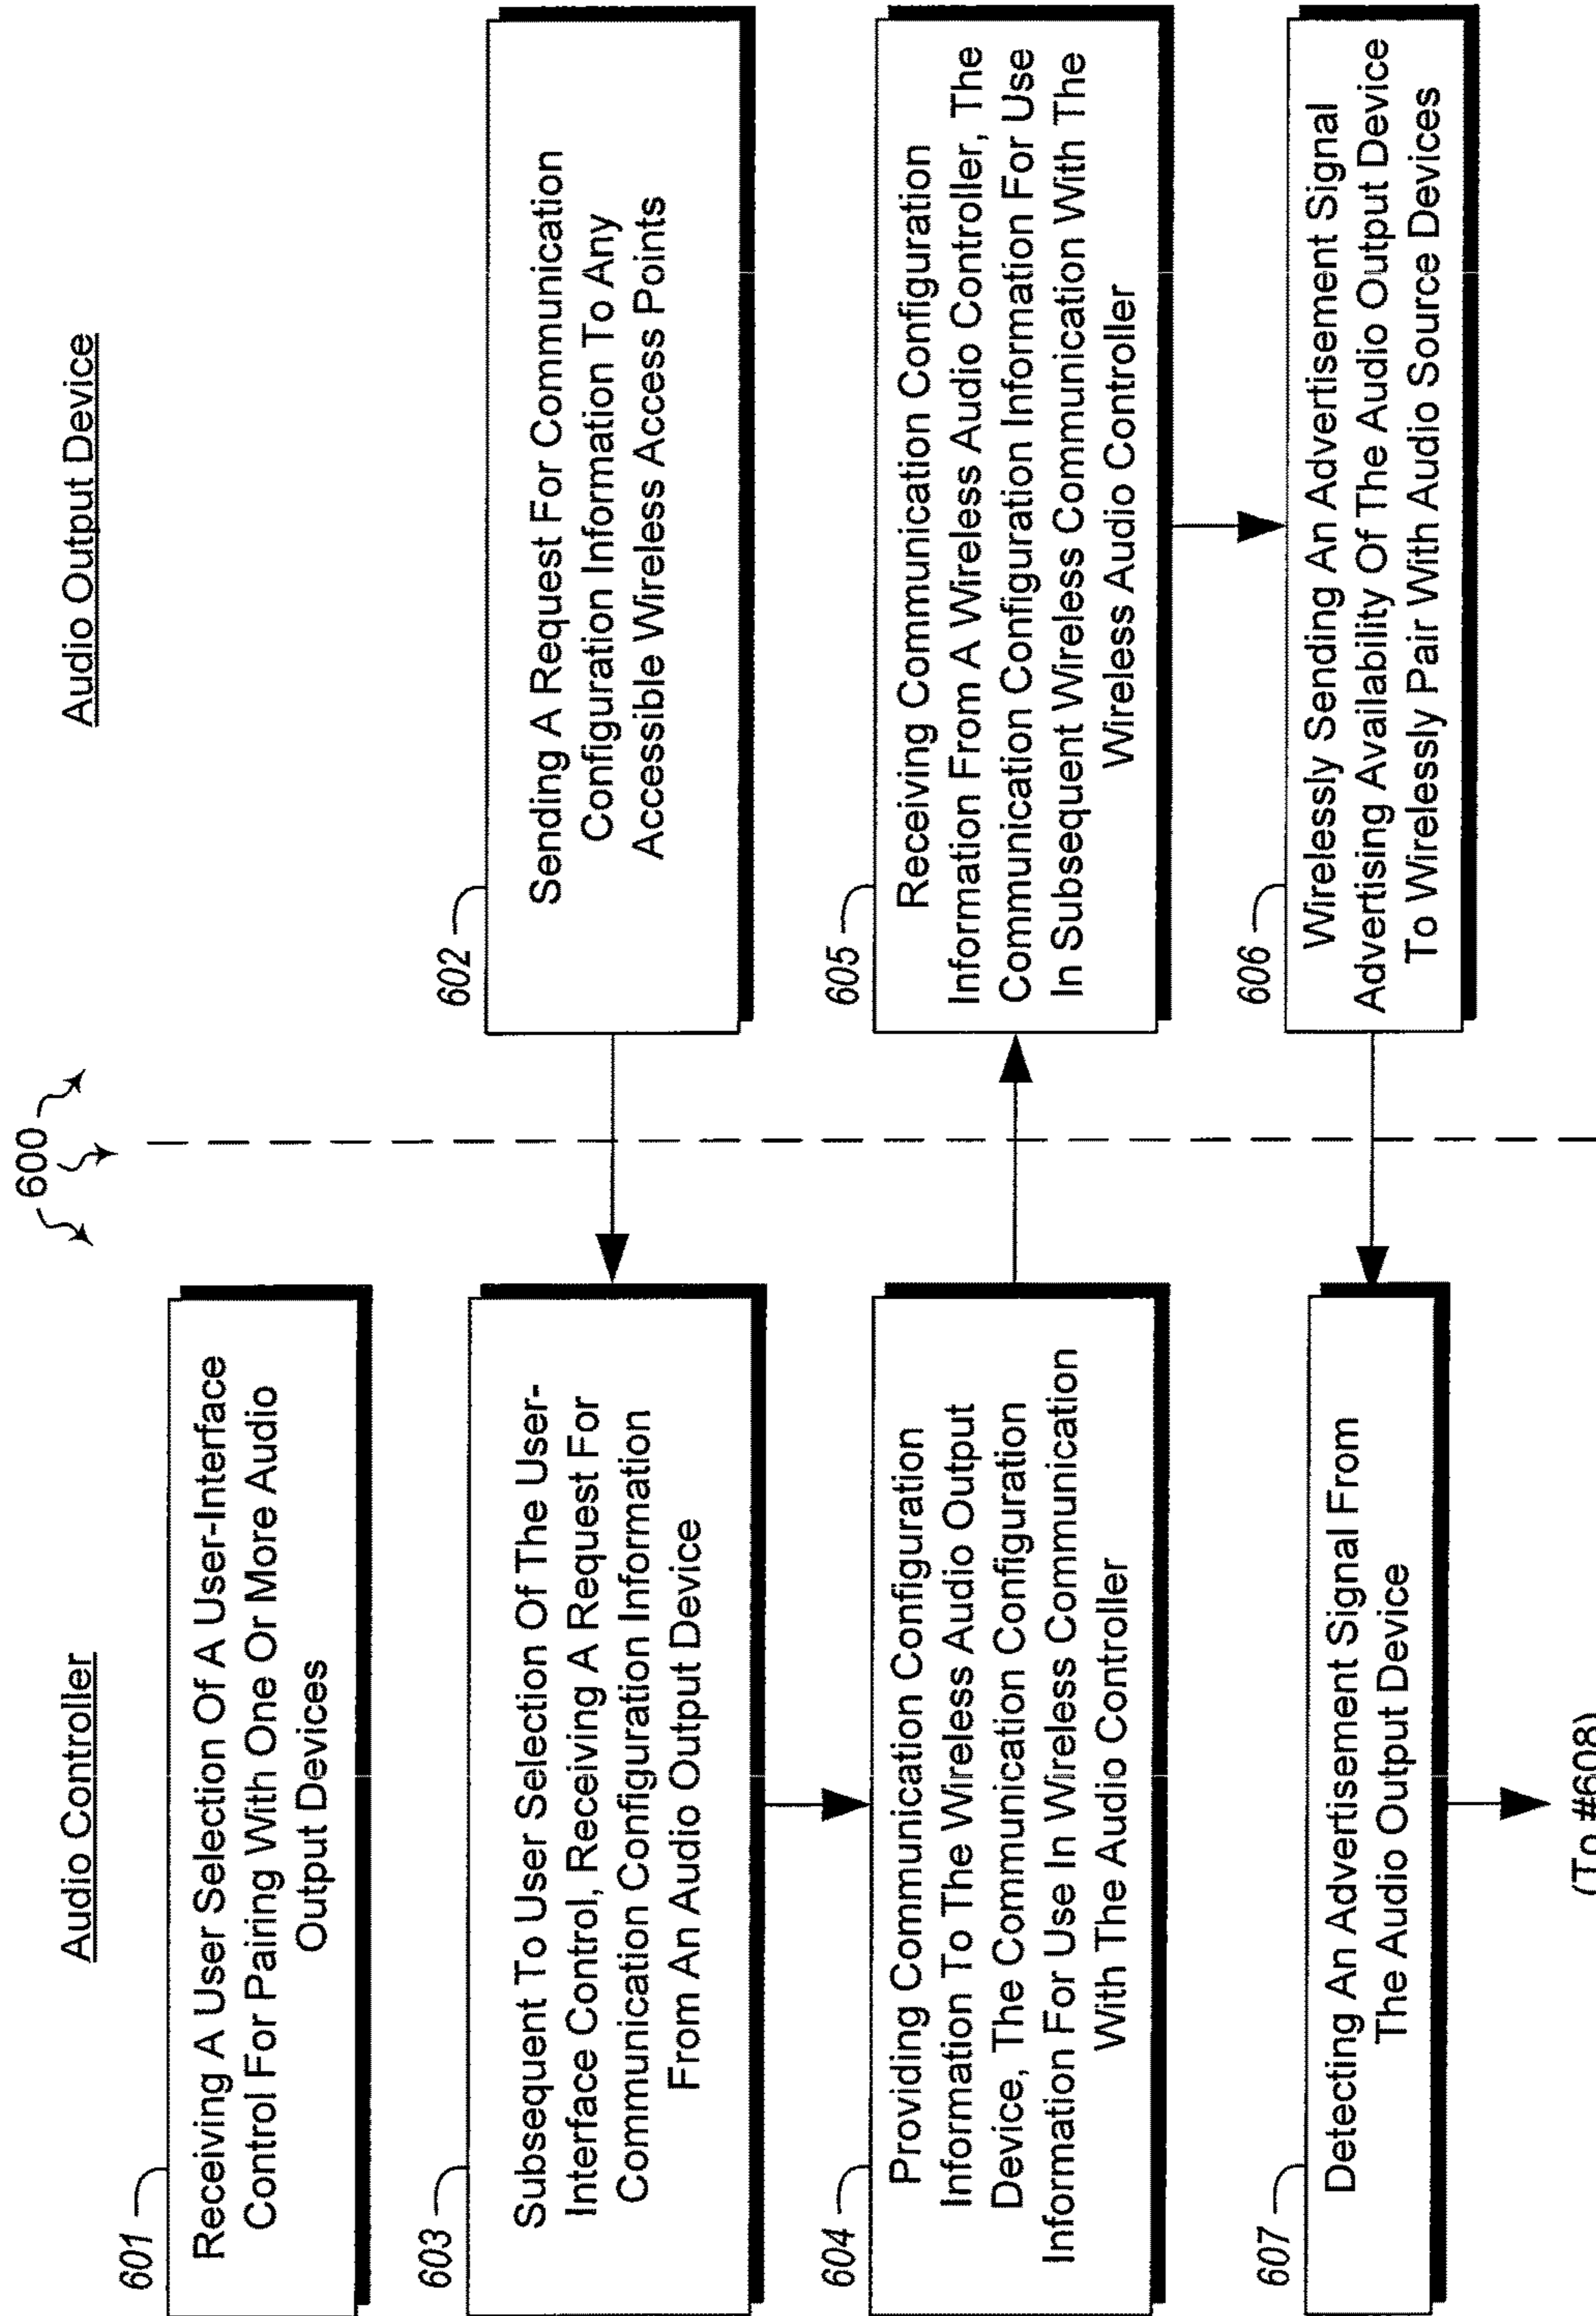 600
Audio Controller
Audio Output Device
601
Receiving A User Selection Of A User-Interface
Control For Pairing With One Or More Audio
Output Devices
602
Sending A Request For Communication
Configuration Information To Any
Accessible Wireless Access Points
603
Subsequent To User Selection Of The User-
Interface Control, Receiving A Request For
Communication Configuration Information
From An Audio Output Device
604
Providing Communication Configuration
Information To The Wireless Audio Output
Device, The Communication Configuration
Information For Use In Wireless Communication
With The Audio Controller
605
Receiving Communication Configuration
Information From A Wireless Audio Controller, The
Communication Configuration Information For Use
In Subsequent Wireless Communication With The
Wireless Audio Controller
606
Wirelessly Sending An Advertisement Signal
Advertising Availability Of The Audio Output Device
To Wirelessly Pair With Audio Source Devices
607
Detecting An Advertisement Signal From
The Audio Output Device
(To #608)